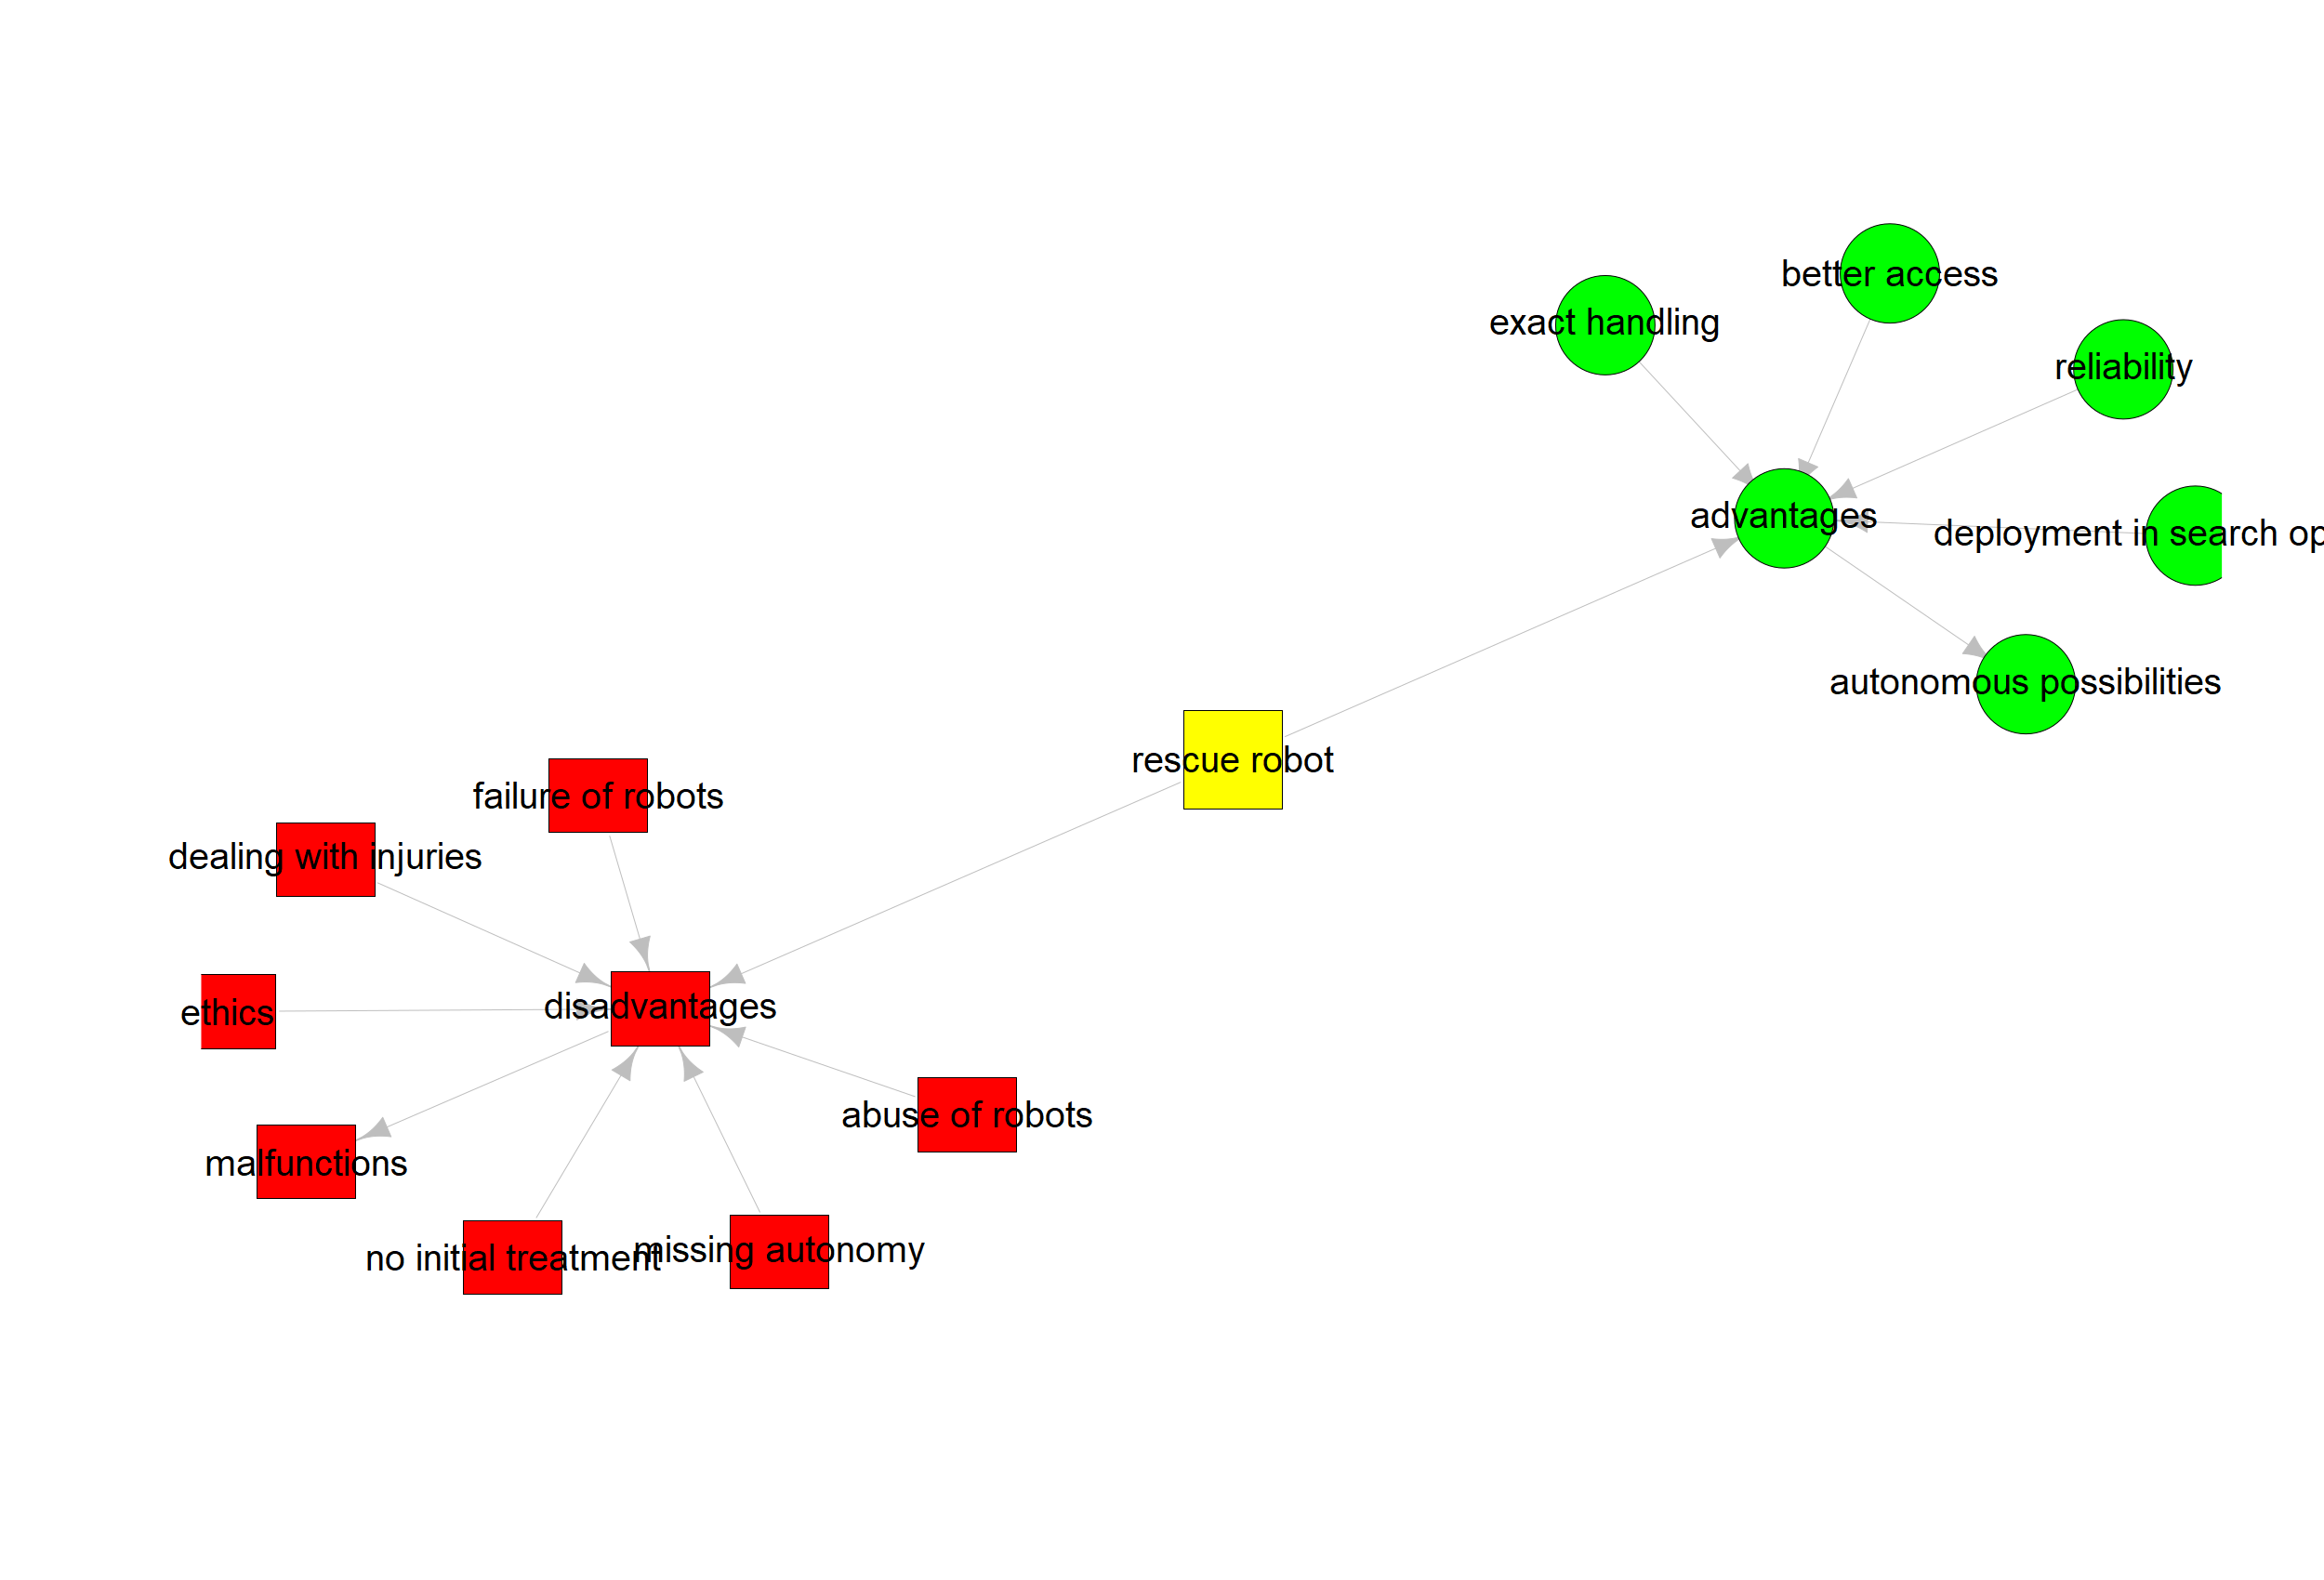 better access
exact handling
reliability
advantages
deployment in search op
autonomous possibilities
rescue robot
failure of robots
dealing with injuries
disadvantages
ethics
abuse of robots
malfunctions
missing autonomy
no initial treatment